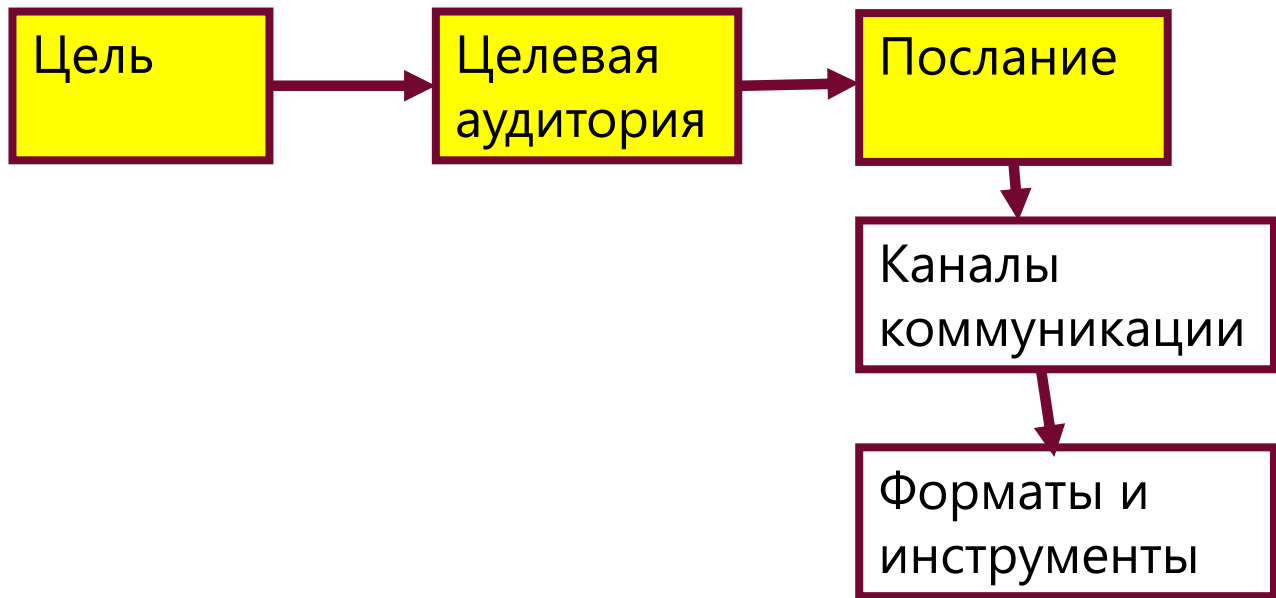 Цель
Целевая
аудитория
Послание
Каналы
коммуникации
Форматы и
инструменты